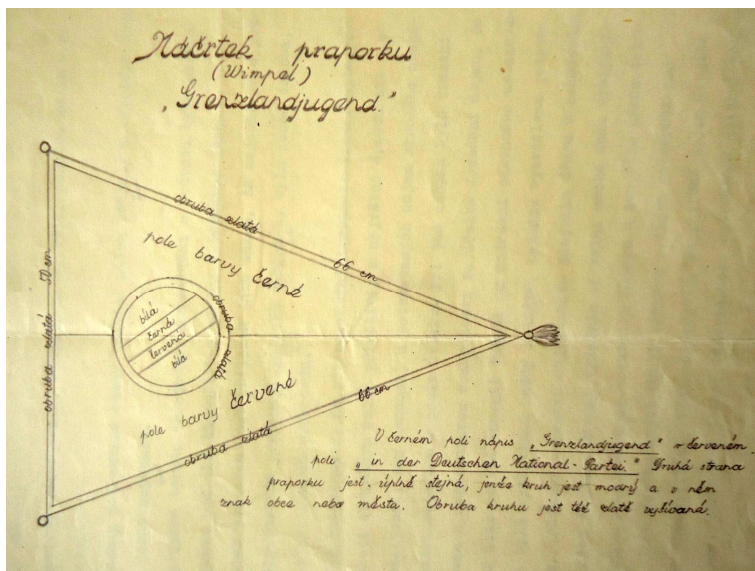 Náčrtek praporku
(Wimpel)
„Grenzlandjugend."
obruba zlatá
66 cm
pole barvy černé
obruba zlatá 50 cm
bílá
černá
červená
bílá
obruba zlatá
pole barvy červené
66 cm
obruba zlatá
V černém poli nápis „Grenzlandjugend" v červeném
poli „in der Deutschen National-Partei." Druhá strana
praporku jest úplně stejná, jenže kruh jest modrý a v něm
znak obce nebo města. Obruba kruhu jest též zlatě vyšívaná.